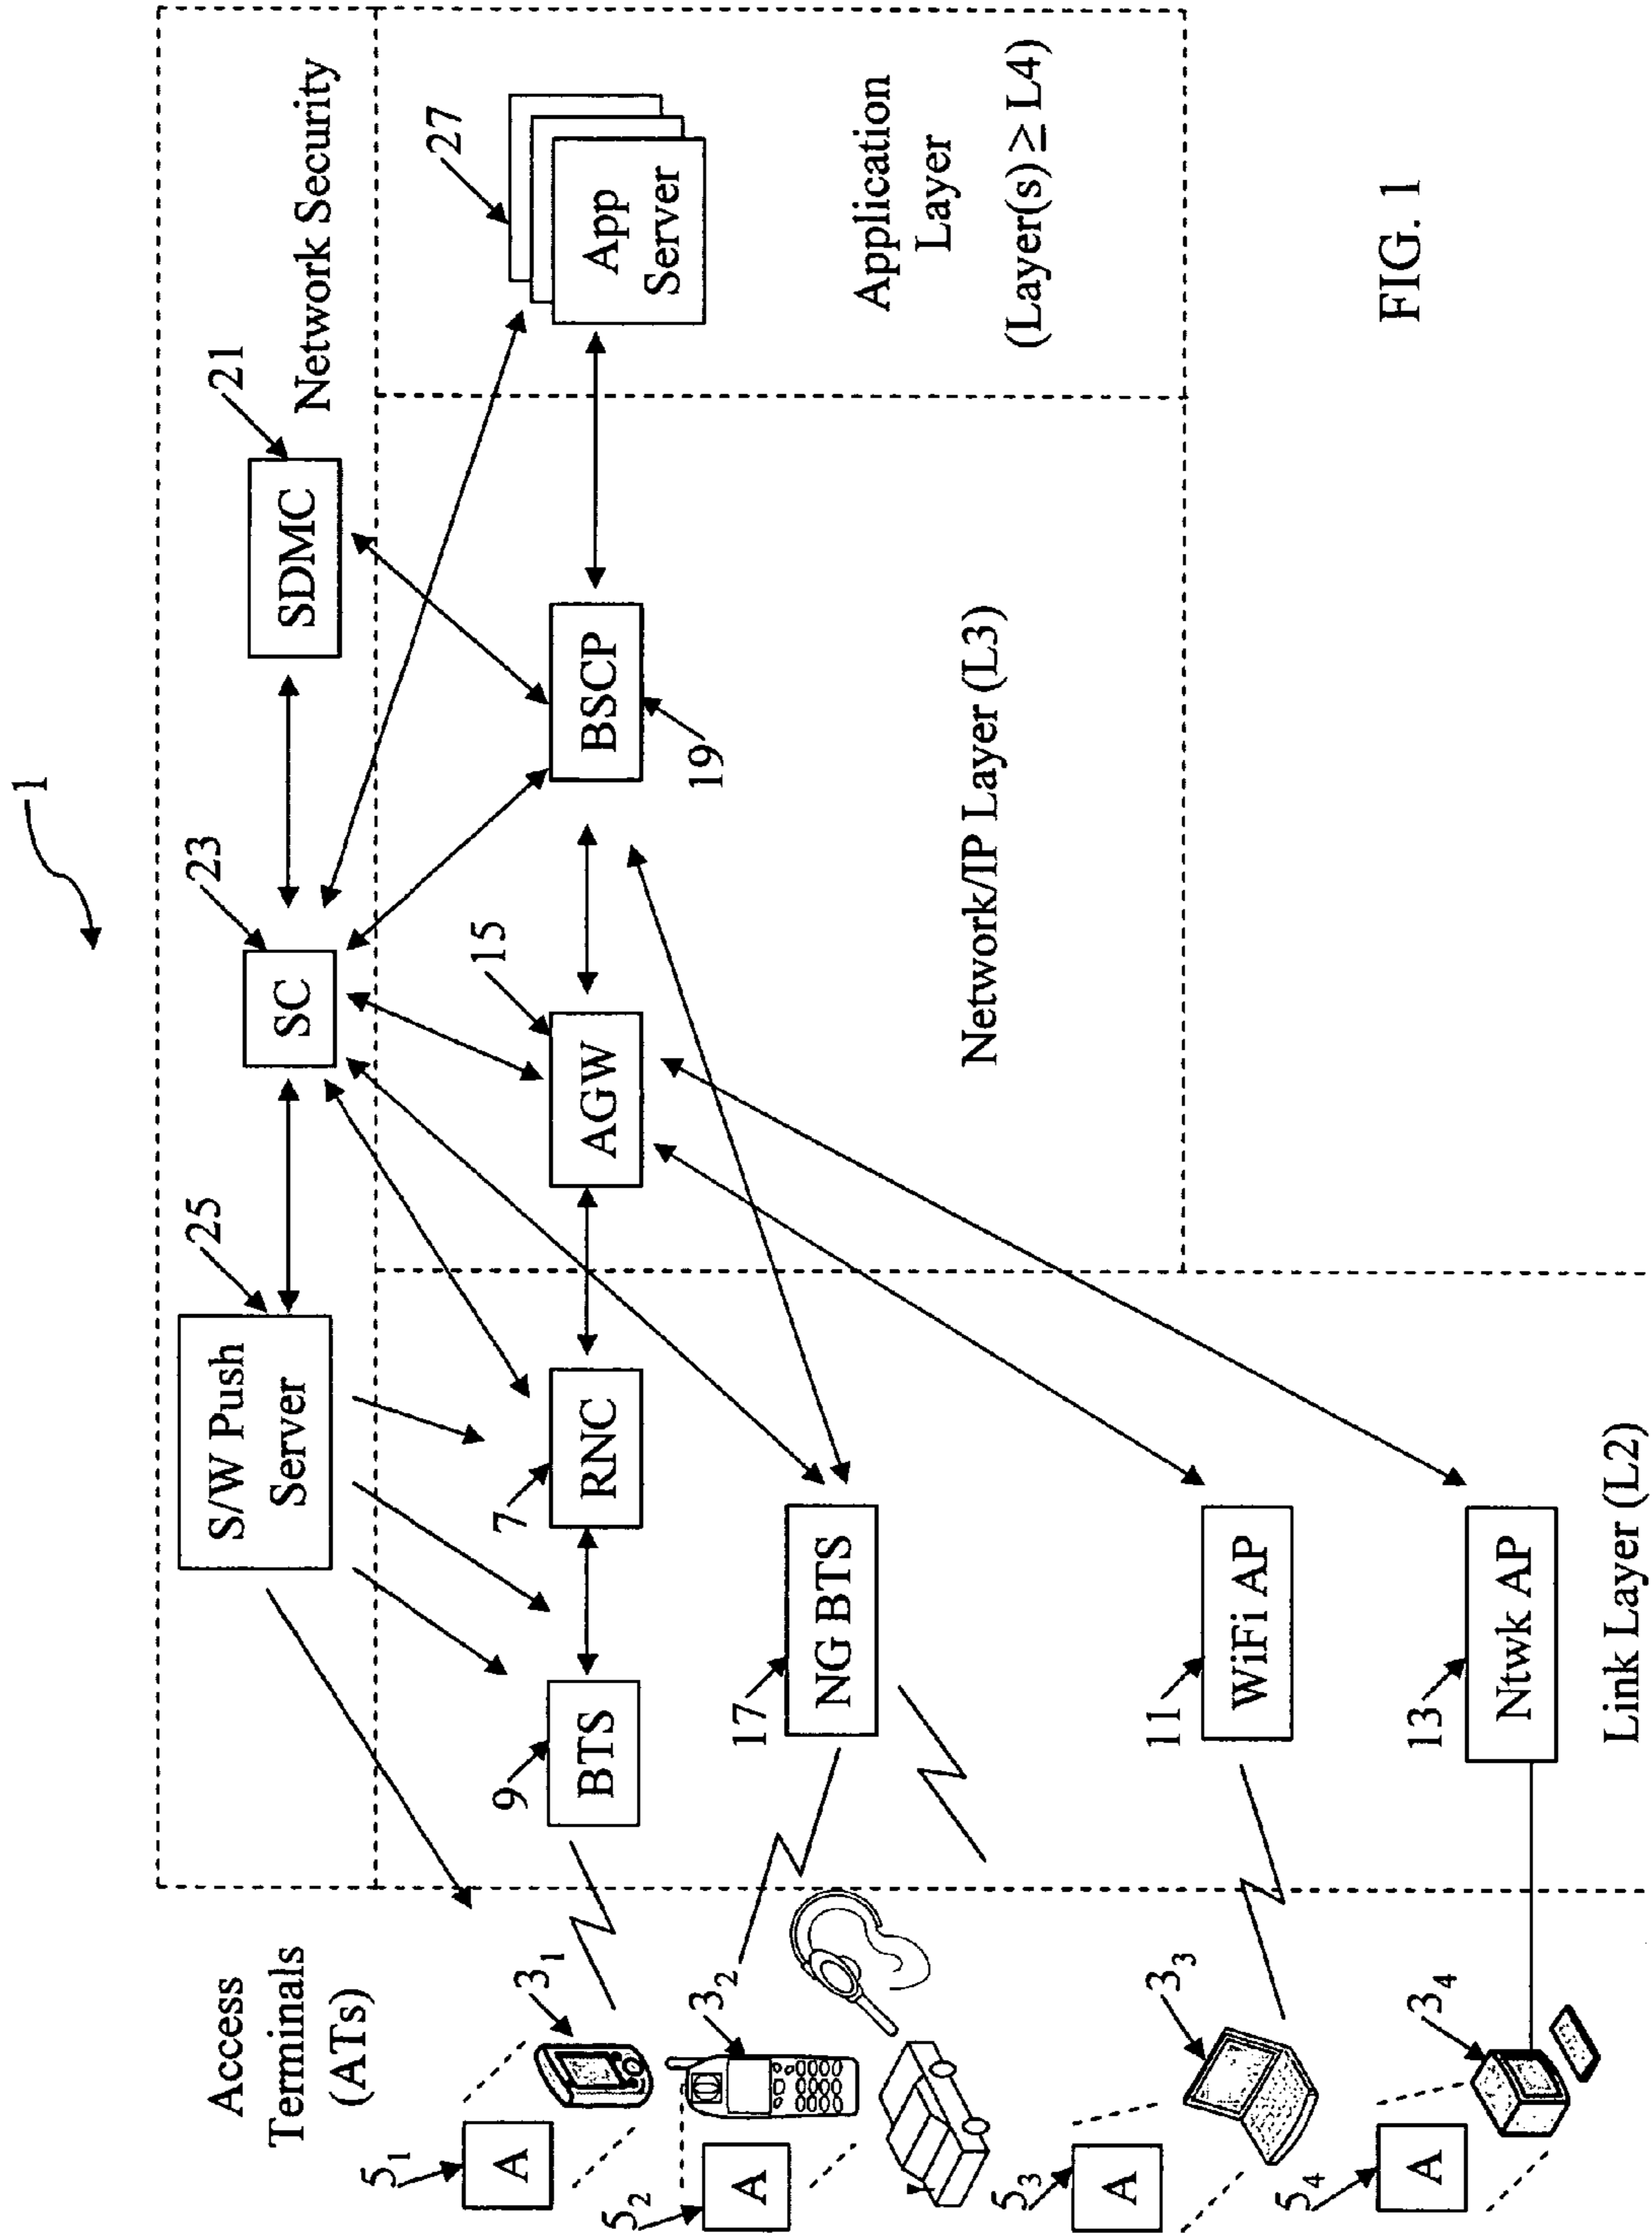 1
Network Security
S/W Push
Server
25
SC
23
SDMC
21
Access
Terminals
(ATs)
5₁
A
3₁
9
BTS
7
RNC
AGW
15
BSCP
19
App
Server
27
5₂
A
3₂
17
NG BTS
5₃
A
3₃
11
WiFi AP
5₄
A
3₄
13
Ntwk AP
Link Layer (L2)
Network/IP Layer (L3)
Application
Layer
(Layer(s) ≥ L4)
FIG. 1